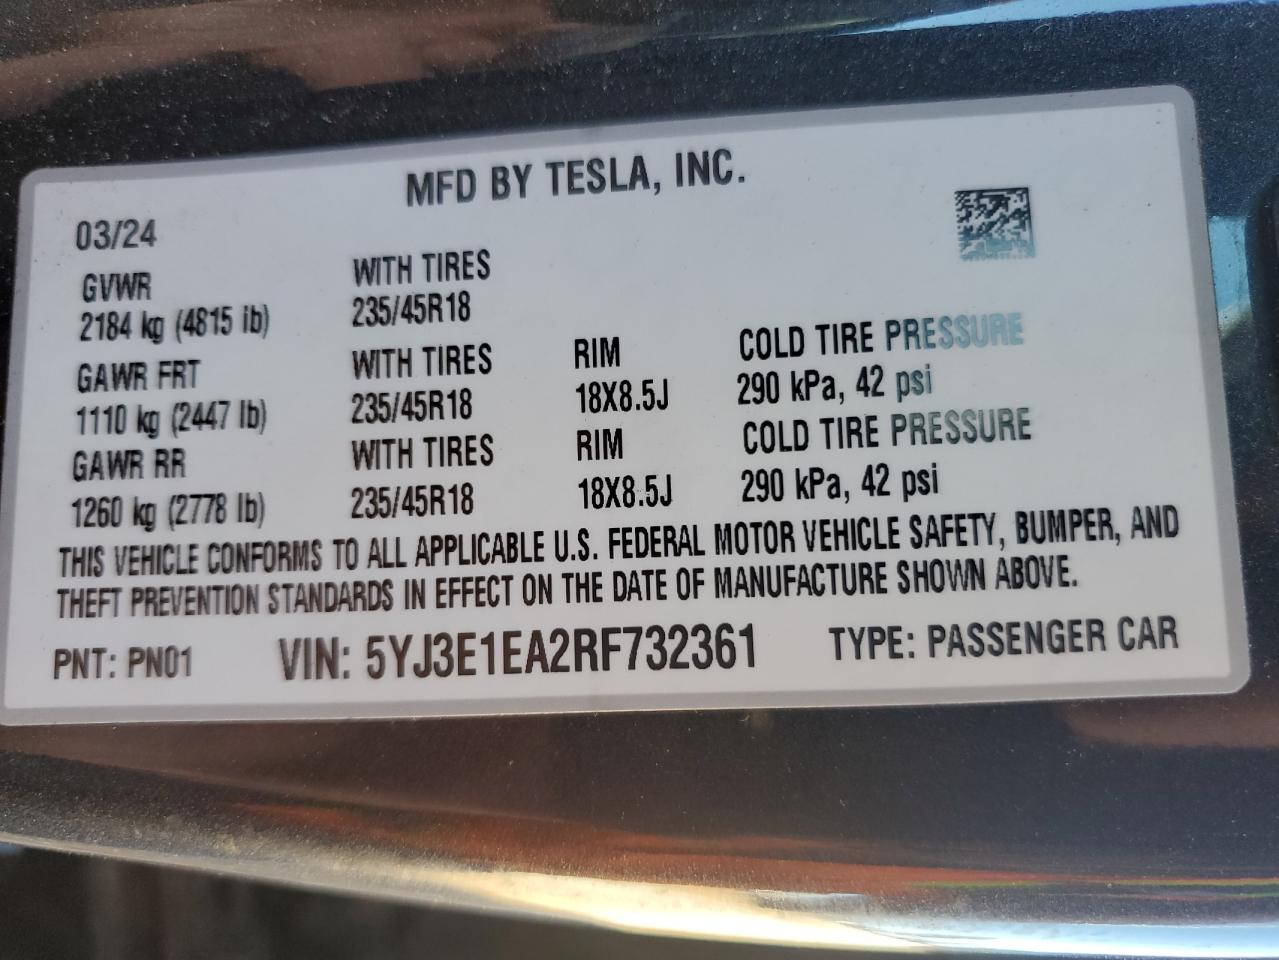 MFD BY TESLA, INC.
03/24
GVWR WITH TIRES
2184 kg (4815 lb) 235/45R18
GAWR FRT WITH TIRES RIM COLD TIRE PRESSURE
1110 kg (2447 lb) 235/45R18 18X8.5J 290 kPa, 42 psi
GAWR RR WITH TIRES RIM COLD TIRE PRESSURE
1260 kg (2778 lb) 235/45R18 18X8.5J 290 kPa, 42 psi
THIS VEHICLE CONFORMS TO ALL APPLICABLE U.S. FEDERAL MOTOR VEHICLE SAFETY, BUMPER, AND
THEFT PREVENTION STANDARDS IN EFFECT ON THE DATE OF MANUFACTURE SHOWN ABOVE.
PNT: PN01 VIN: 5YJ3E1EA2RF732361 TYPE: PASSENGER CAR